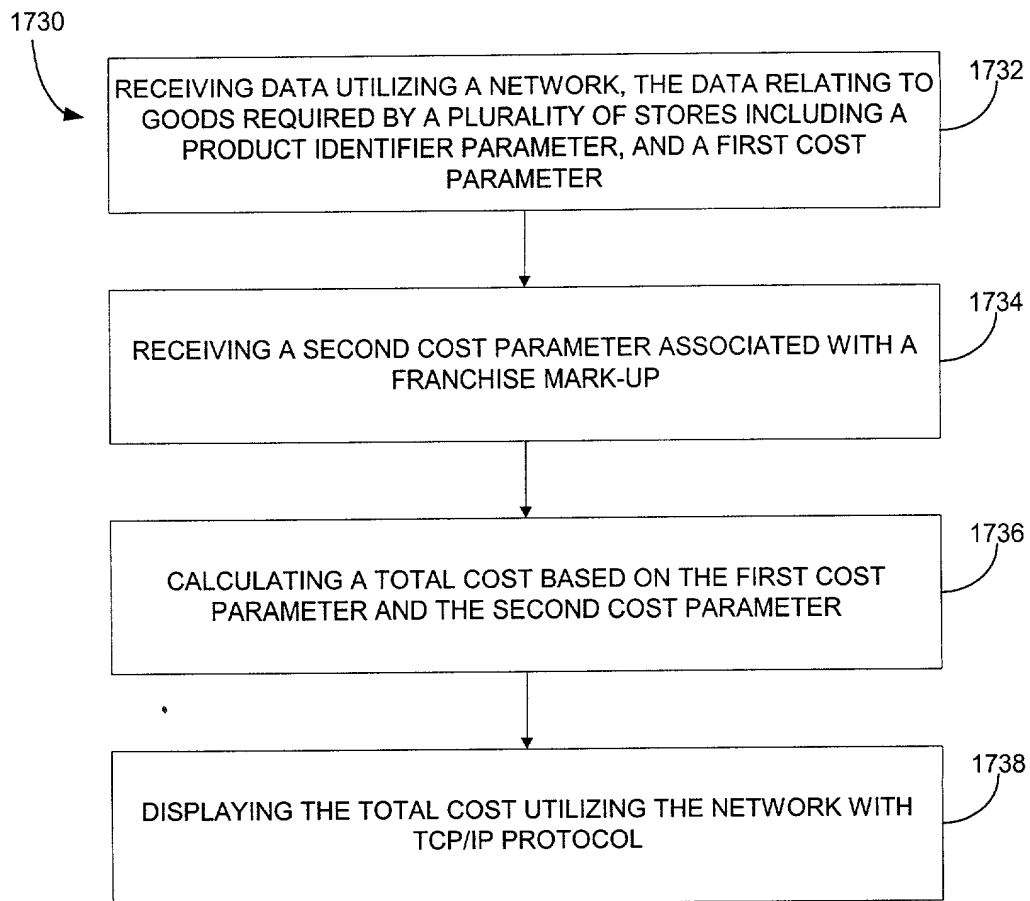 1730
RECEIVING DATA UTILIZING A NETWORK, THE DATA RELATING TO
GOODS REQUIRED BY A PLURALITY OF STORES INCLUDING A
PRODUCT IDENTIFIER PARAMETER, AND A FIRST COST
PARAMETER
1732
RECEIVING A SECOND COST PARAMETER ASSOCIATED WITH A
FRANCHISE MARK-UP
1734
CALCULATING A TOTAL COST BASED ON THE FIRST COST
PARAMETER AND THE SECOND COST PARAMETER
1736
DISPLAYING THE TOTAL COST UTILIZING THE NETWORK WITH
TCP/IP PROTOCOL
1738